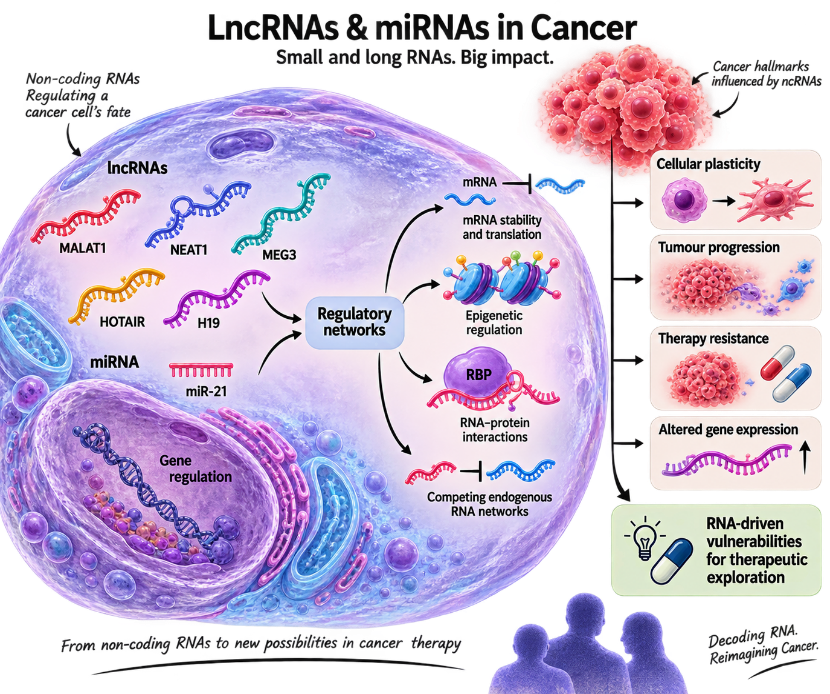 LncRNAs & miRNAs in Cancer
Small and long RNAs. Big impact.
Non-coding RNAs
Regulating a
cancer cell's fate
lncRNAs
MALAT1
NEAT1
MEG3
HOTAIR
H19
miRNA
miR-21
Gene
regulation
Regulatory
networks
mRNA
mRNA stability
and translation
Epigenetic
regulation
RBP
RNA–protein
interactions
Competing endogenous
RNA networks
Cancer hallmarks
influenced by ncRNAs
Cellular plasticity
Tumour progression
Therapy resistance
Altered gene expression
RNA-driven
vulnerabilities
for therapeutic
exploration
From non-coding RNAs to new possibilities in cancer therapy
Decoding RNA.
Reimagining Cancer.